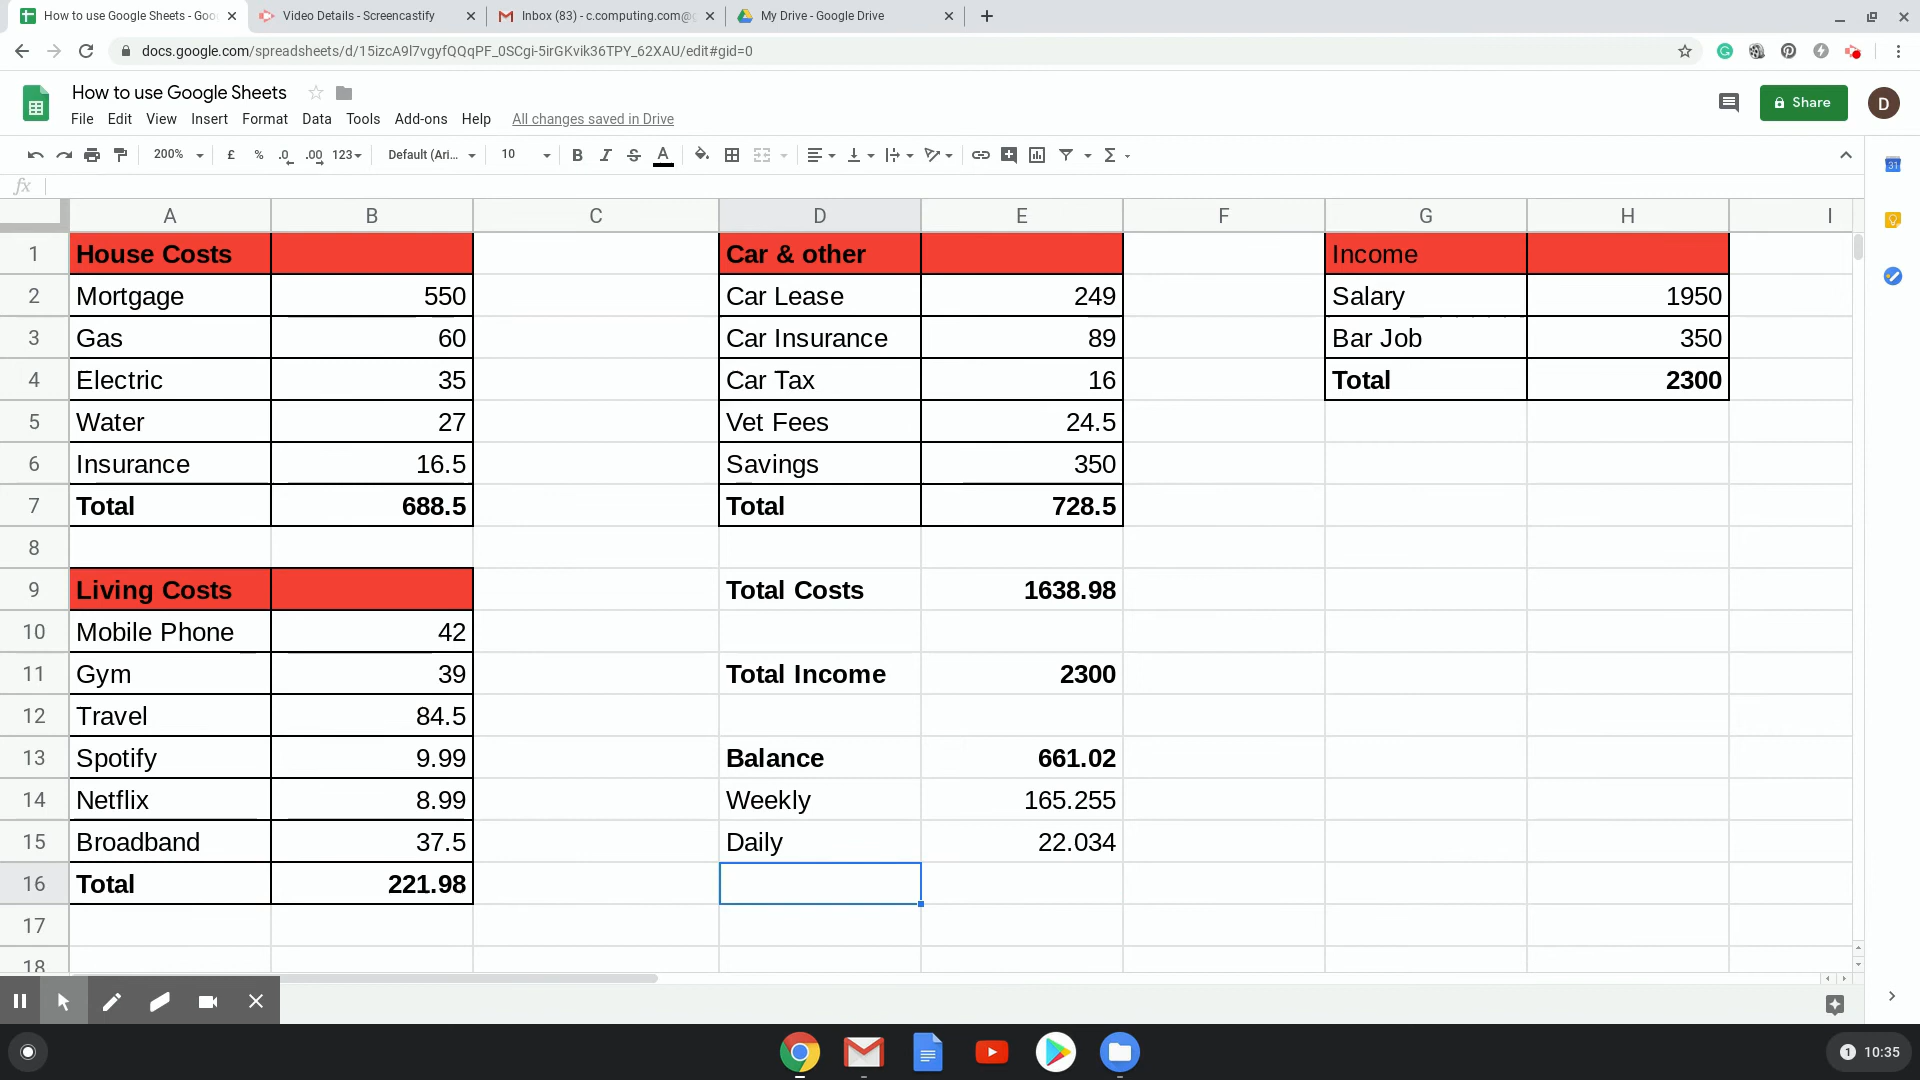 How to use Google Sheets - Goo
Video Details - Screencastify
Inbox (83) - c.computing.com@g
My Drive - Google Drive
docs.google.com/spreadsheets/d/15izcA9l7vgyfQQqPF_0SCgi-5irGKvik36TPY_62XAU/edit#gid=0
How to use Google Sheets
Share
D
File Edit View Insert Format Data Tools Add-ons Help All changes saved in Drive
200% £ % .0 .00 123 Default (Ari... 10 B I S A Σ
31
fx
A B C D E F G H I
1 House Costs Car & other Income
2 Mortgage 550 Car Lease 249 Salary 1950
3 Gas 60 Car Insurance 89 Bar Job 350
4 Electric 35 Car Tax 16 Total 2300
5 Water 27 Vet Fees 24.5
6 Insurance 16.5 Savings 350
7 Total 688.5 Total 728.5
8
9 Living Costs Total Costs 1638.98
10 Mobile Phone 42
11 Gym 39 Total Income 2300
12 Travel 84.5
13 Spotify 9.99 Balance 661.02
14 Netflix 8.99 Weekly 165.255
15 Broadband 37.5 Daily 22.034
16 Total 221.98
17
18
1 10:35